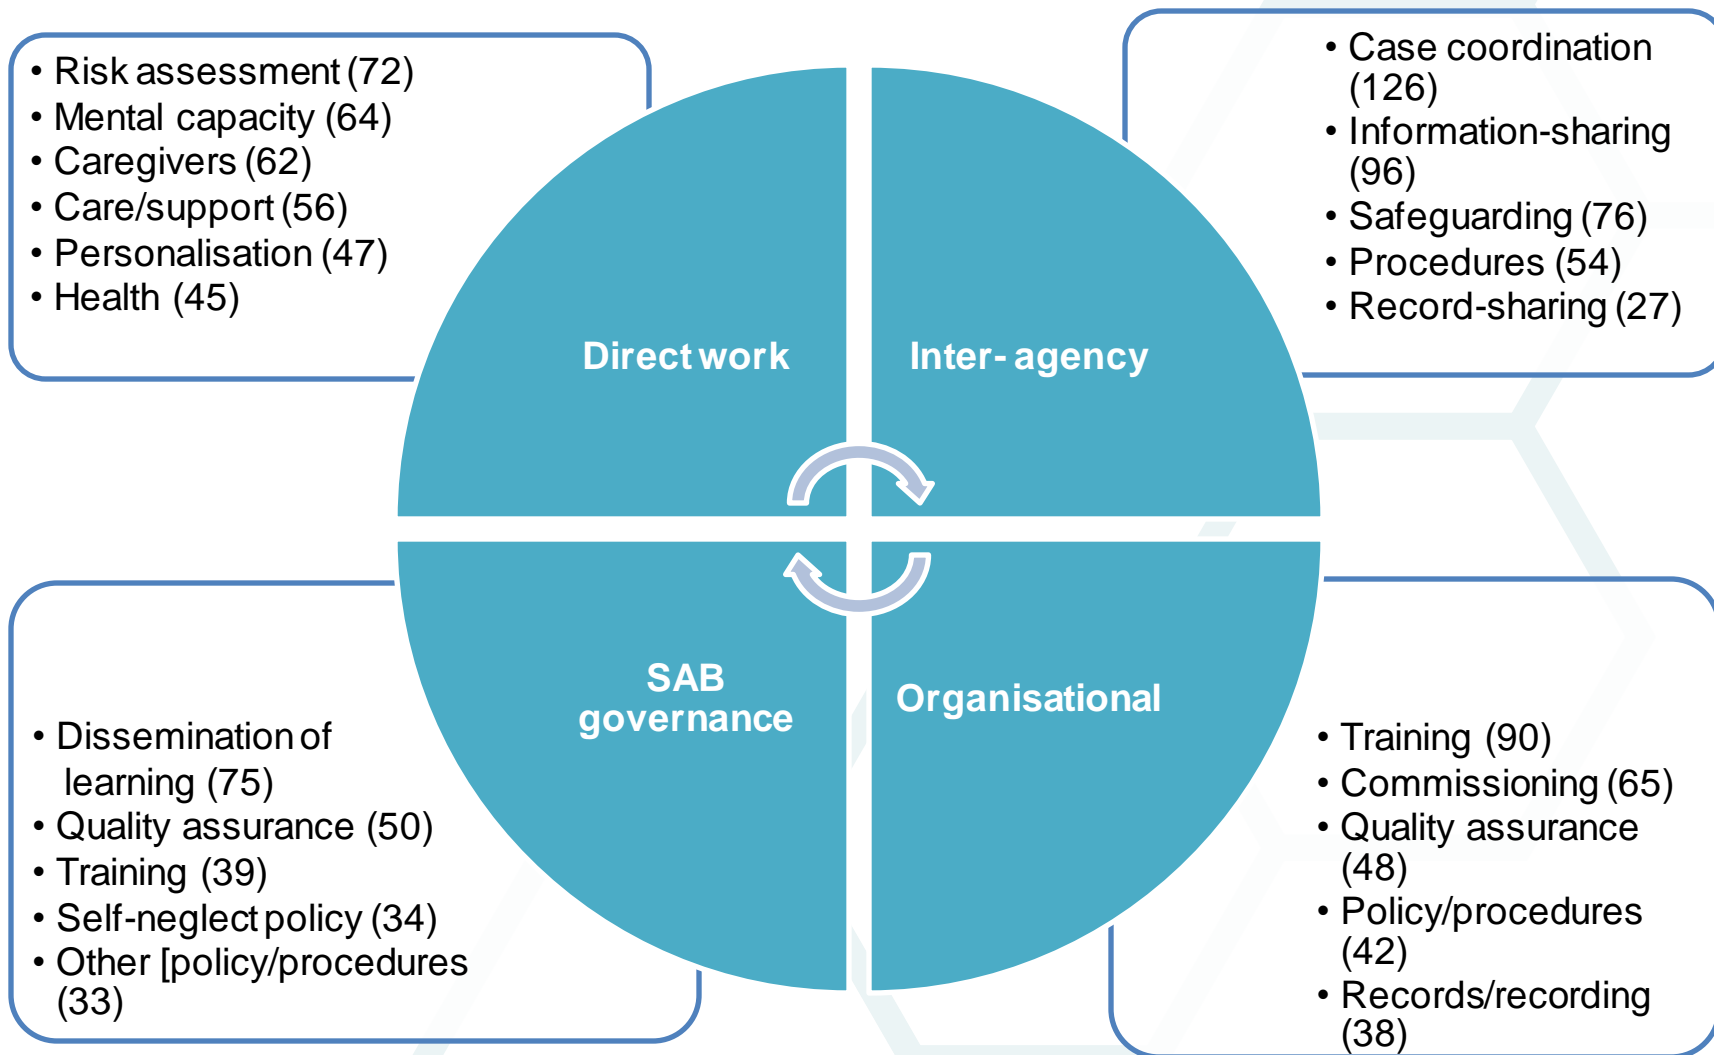 • Risk assessment (72)
• Mental capacity (64)
• Caregivers (62)
• Care/support (56)
• Personalisation (47)
• Health (45)
• Case coordination
(126)
• Information-sharing
(96)
• Safeguarding (76)
• Procedures (54)
• Record-sharing (27)
Direct work
Inter- agency
SAB
governance
Organisational
• Dissemination of
learning (75)
• Quality assurance (50)
• Training (39)
• Self-neglect policy (34)
• Other [policy/procedures
(33)
• Training (90)
• Commissioning (65)
• Quality assurance
(48)
• Policy/procedures
(42)
• Records/recording
(38)